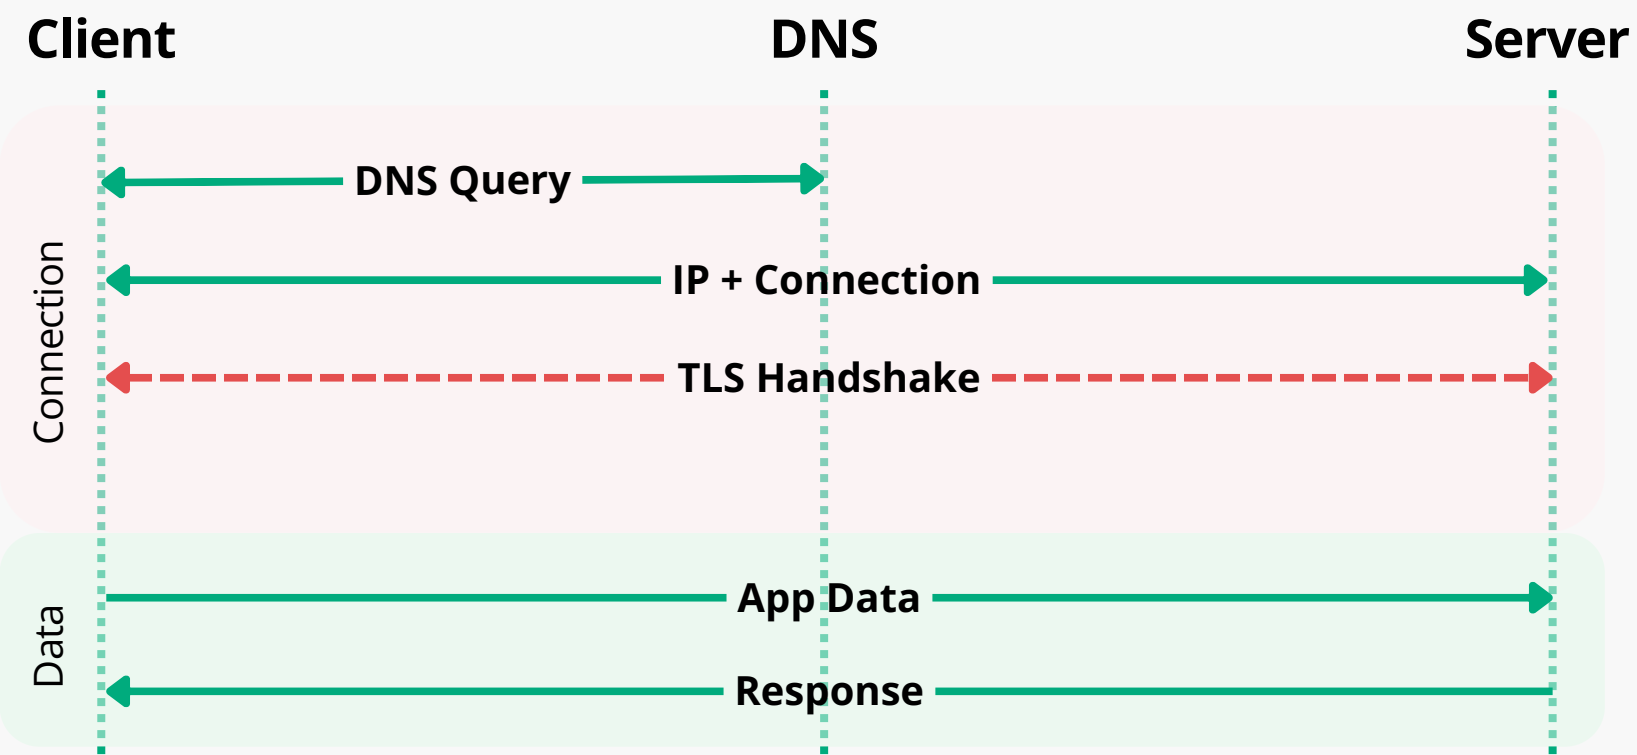 Client
DNS
Server
Connection
DNS Query
IP + Connection
TLS Handshake
Data
App Data
Response